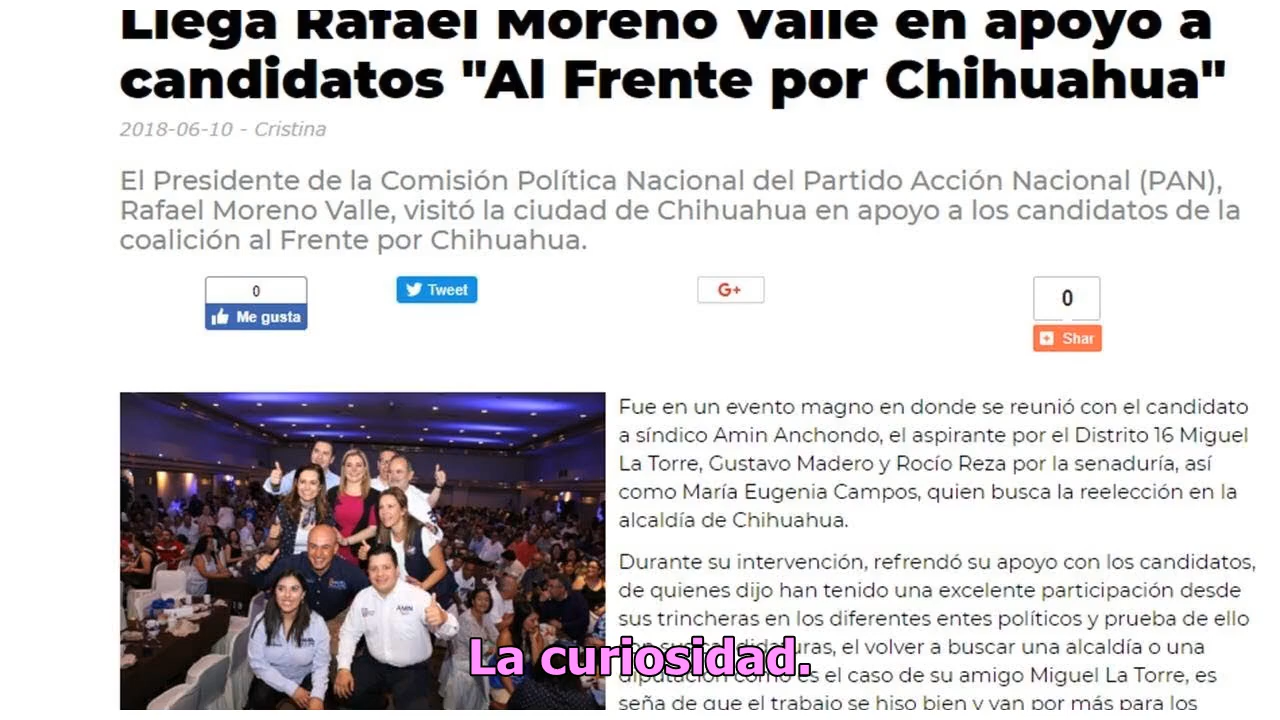 Llega Rafael Moreno Valle en apoyo a
candidatos "Al Frente por Chihuahua"
2018-06-10 - Cristina
El Presidente de la Comisión Política Nacional del Partido Acción Nacional (PAN),
Rafael Moreno Valle, visitó la ciudad de Chihuahua en apoyo a los candidatos de la
coalición al Frente por Chihuahua.
0
Me gusta
Tweet
G+
0
Share
Fue en un evento magno en donde se reunió con el candidato
a síndico Amin Anchondo, el aspirante por el Distrito 16 Miguel
La Torre, Gustavo Madero y Rocío Reza por la senaduría, así
como María Eugenia Campos, quien busca la reelección en la
alcaldía de Chihuahua.
Durante su intervención, refrendó su apoyo con los candidatos,
de quienes dijo han tenido una excelente participación desde
sus trincheras en los diferentes entes políticos y prueba de ello
el volver a buscar una alcaldía o una
es el caso de su amigo Miguel La Torre, es
seña de que el trabajo se hiso bien y van por más para los
AMIN
La curiosidad.